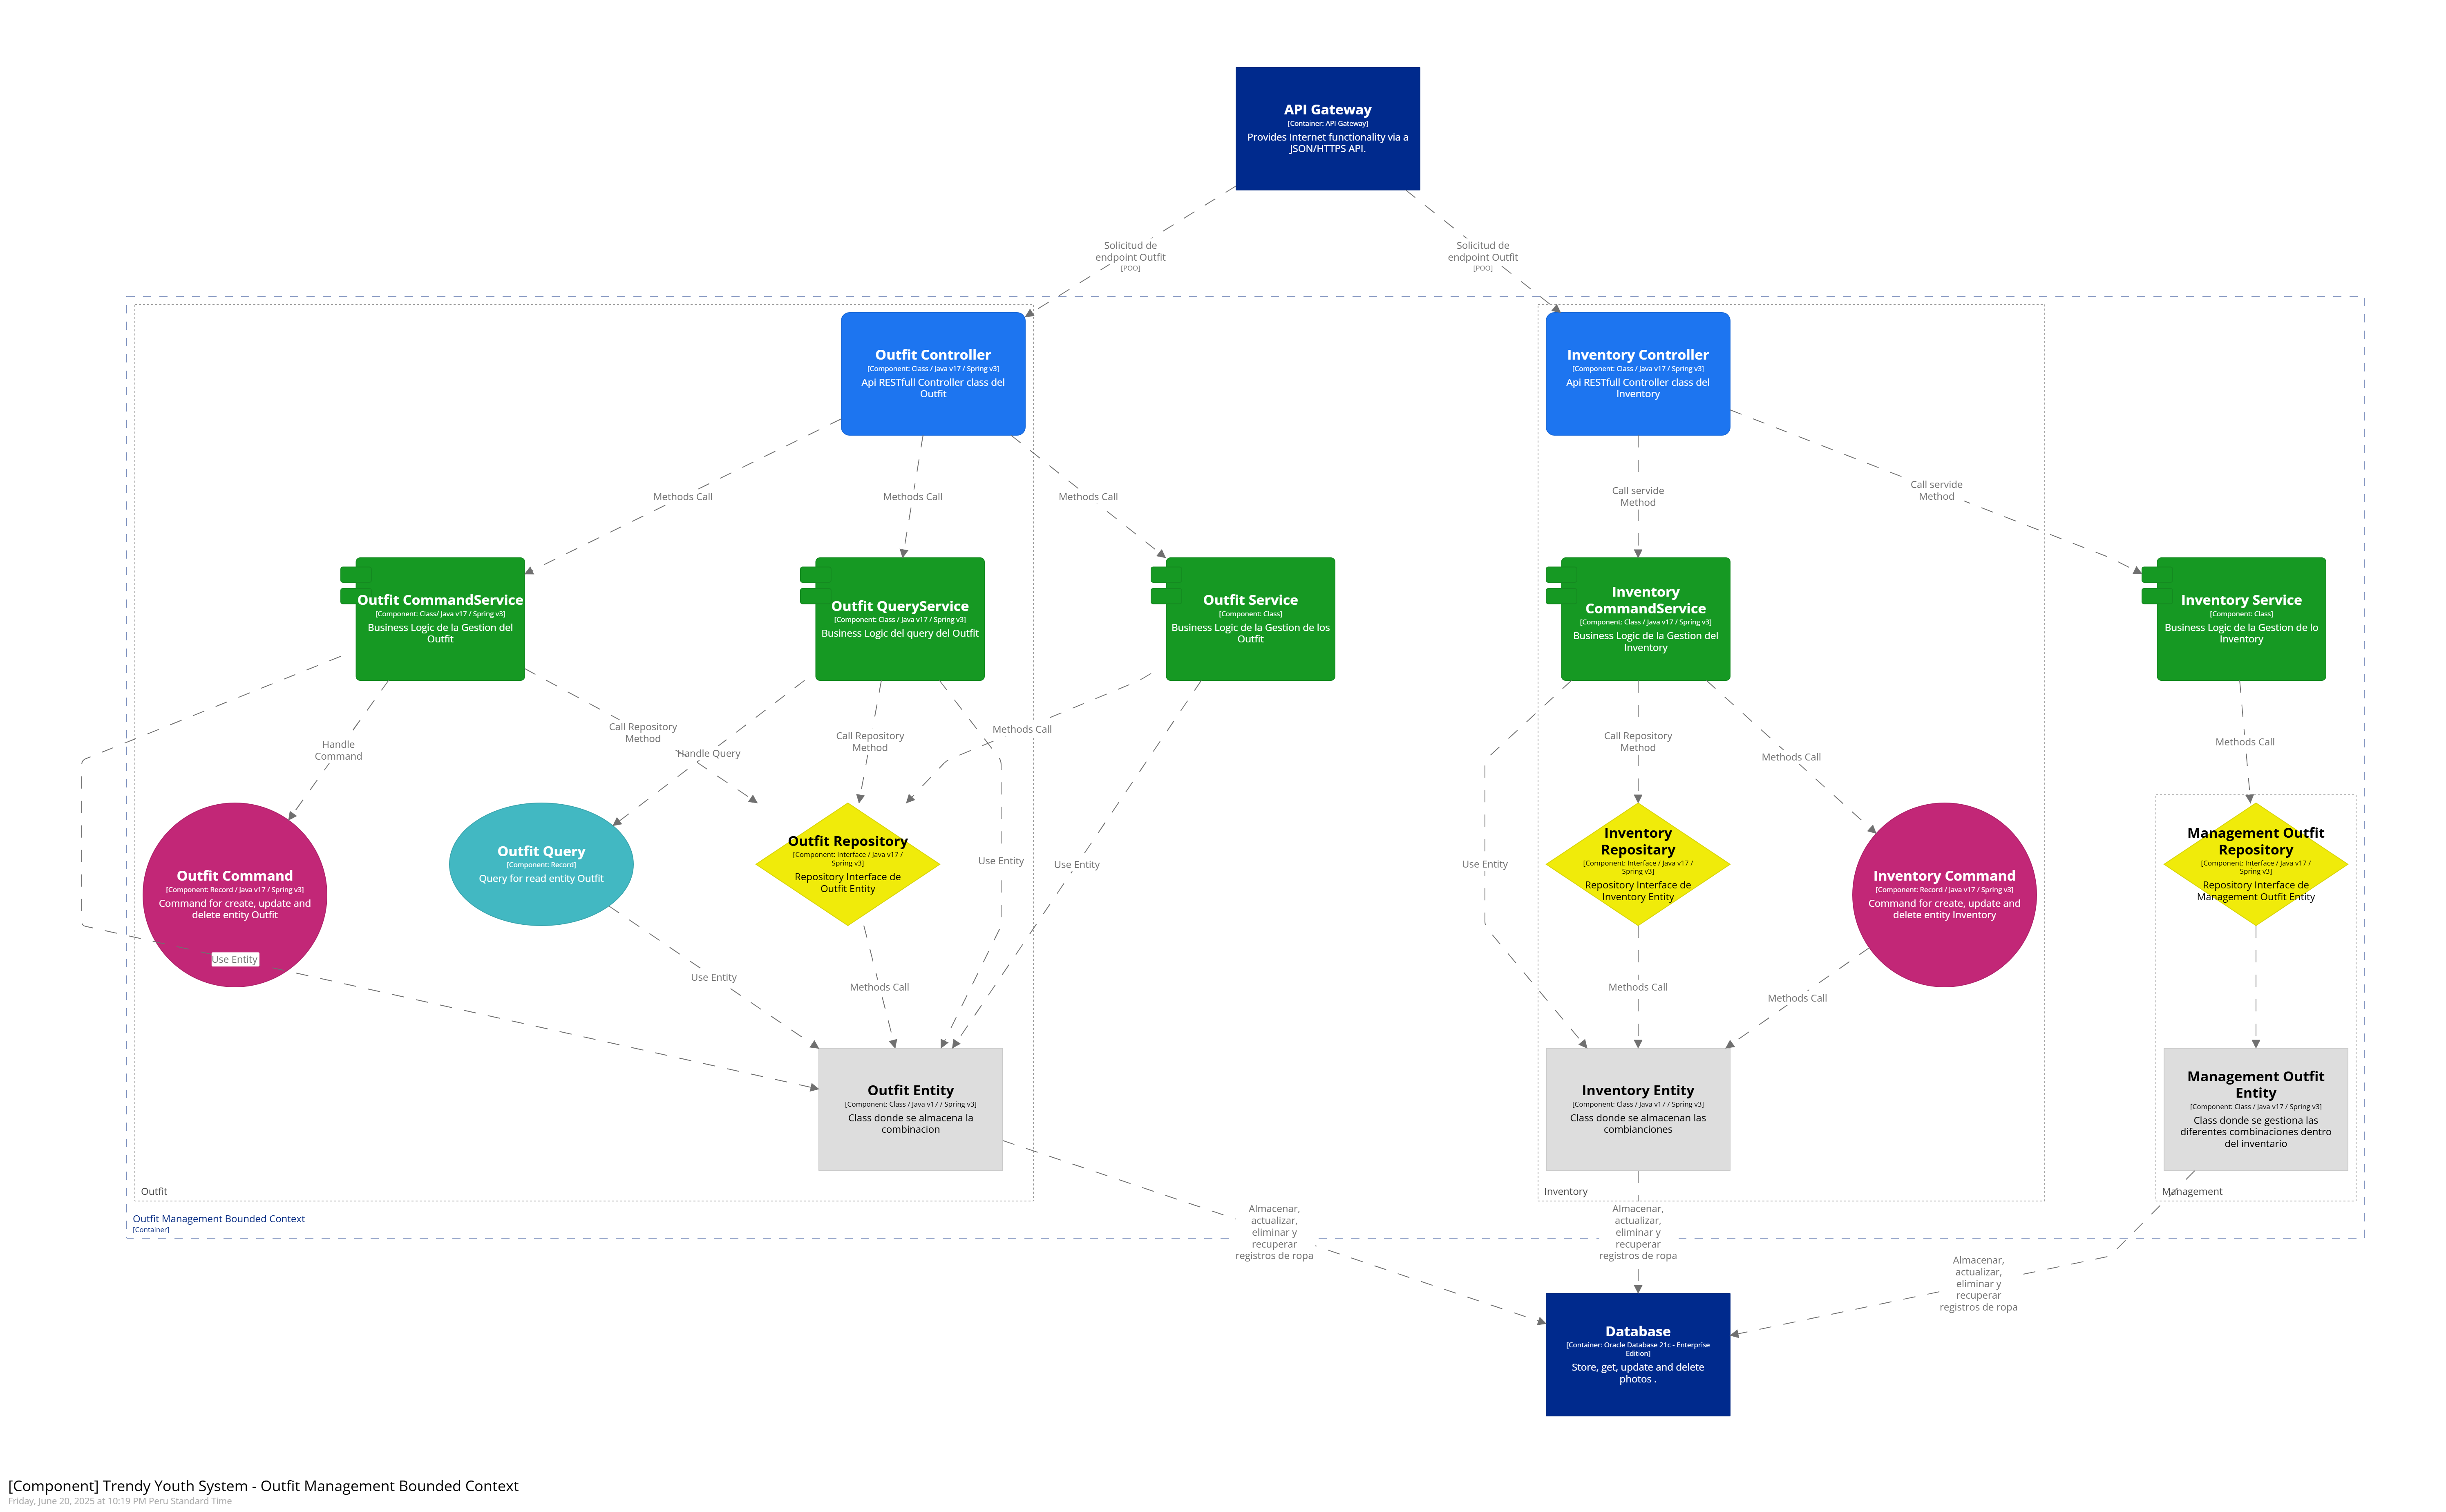 API Gateway
[Container: API Gateway]
Provides Internet functionality via a
JSON/HTTPS API.
Solicitud de
endpoint Outfit
[POO]
Solicitud de
endpoint Outfit
[POO]
Outfit Controller
[Component: Class / Java v17 / Spring v3]
Api RESTfull Controller class del
Outfit
Inventory Controller
[Component: Class / Java v17 / Spring v3]
Api RESTfull Controller class del
Inventory
Methods Call
Methods Call
Methods Call
Call servide
Method
Call servide
Method
Outfit CommandService
[Component: Class/ Java v17 / Spring v3]
Business Logic de la Gestion del
Outfit
Outfit QueryService
[Component: Class / Java v17 / Spring v3]
Business Logic del query del Outfit
Outfit Service
[Component: Class]
Business Logic de la Gestion de los
Outfit
Inventory
CommandService
[Component: Class / Java v17 / Spring v3]
Business Logic de la Gestion del
Inventory
Inventory Service
[Component: Class]
Business Logic de la Gestion de lo
Inventory
Handle
Command
Call Repository
Method
Handle Query
Call Repository
Method
Methods Call
Call Repository
Method
Methods Call
Methods Call
Outfit Command
[Component: Record / Java v17 / Spring v3]
Command for create, update and
delete entity Outfit
Use Entity
Outfit Query
[Component: Record]
Query for read entity Outfit
Outfit Repository
[Component: Interface / Java v17 /
Spring v3]
Repository Interface de
Outfit Entity
Use Entity
Use Entity
Use Entity
Inventory
Repositary
[Component: Interface / Java v17 /
Spring v3]
Repository Interface de
Inventory Entity
Inventory Command
[Component: Record / Java v17 / Spring v3]
Command for create, update and
delete entity Inventory
Management Outfit
Repository
[Component: Interface / Java v17 /
Spring v3]
Repository Interface de
Management Outfit Entity
Use Entity
Methods Call
Methods Call
Methods Call
Outfit Entity
[Component: Class / Java v17 / Spring v3]
Class donde se almacena la
combinacion
Inventory Entity
[Component: Class / Java v17 / Spring v3]
Class donde se almacenan las
combianciones
Management Outfit
Entity
[Component: Class / Java v17 / Spring v3]
Class donde se gestiona las
diferentes combinaciones dentro
del inventario
Outfit
Inventory
Management
Outfit Management Bounded Context
[Container]
Almacenar,
actualizar,
eliminar y
recuperar
registros de ropa
Almacenar,
actualizar,
eliminar y
recuperar
registros de ropa
Almacenar,
actualizar,
eliminar y
recuperar
registros de ropa
Database
[Container: Oracle Database 21c - Enterprise
Edition]
Store, get, update and delete
photos .
[Component] Trendy Youth System - Outfit Management Bounded Context
Friday, June 20, 2025 at 10:19 PM Peru Standard Time